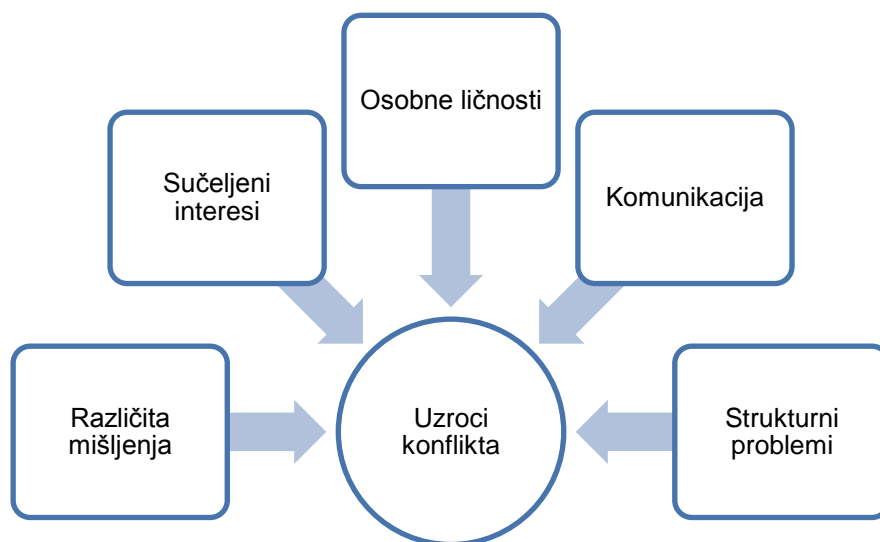 Osobne ličnosti
Sučeljeni
interesi
Komunikacija
Različita
mišljenja
Uzroci
konflikta
Strukturni
problemi